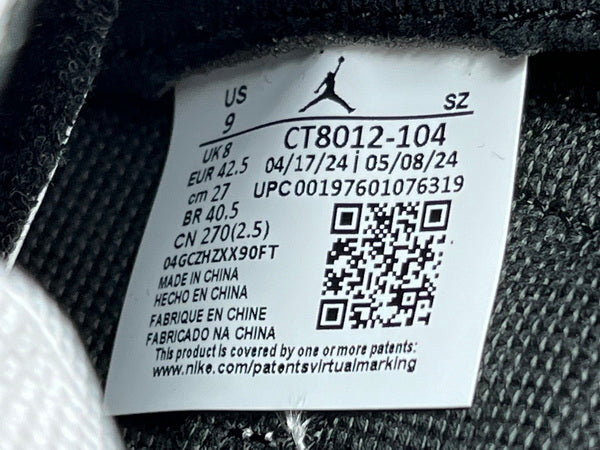 US
9
SZ
CT8012-104
UK 8
04/17/24 | 05/08/24
EUR 42.5
UPC 00197601076319
cm 27
BR 40.5
CN 270(2.5)
04GCZHZXX90FT
MADE IN CHINA
HECHO EN CHINA
FABRIQUE EN CHINE
FABRICADO NA CHINA
This product is covered by one or more patents:
www.nike.com/patentsvirtualmarking